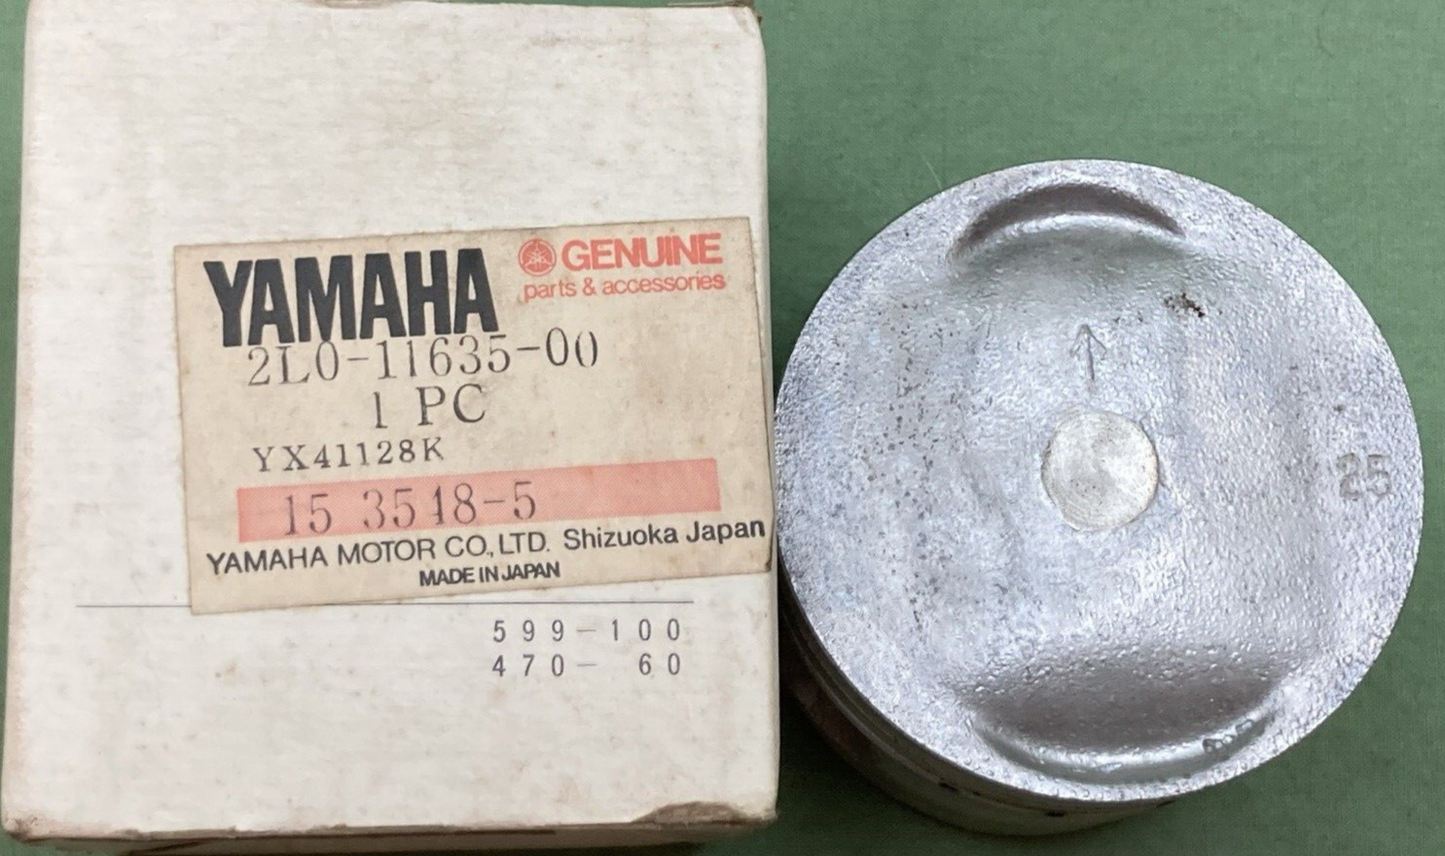 YAMAHA GENUINE
parts & accessories
2L0-11635-00
1 PC
YX41128K
15 3518-5
YAMAHA MOTOR CO., LTD. Shizuoka Japan
MADE IN JAPAN
599-100
470- 60
25